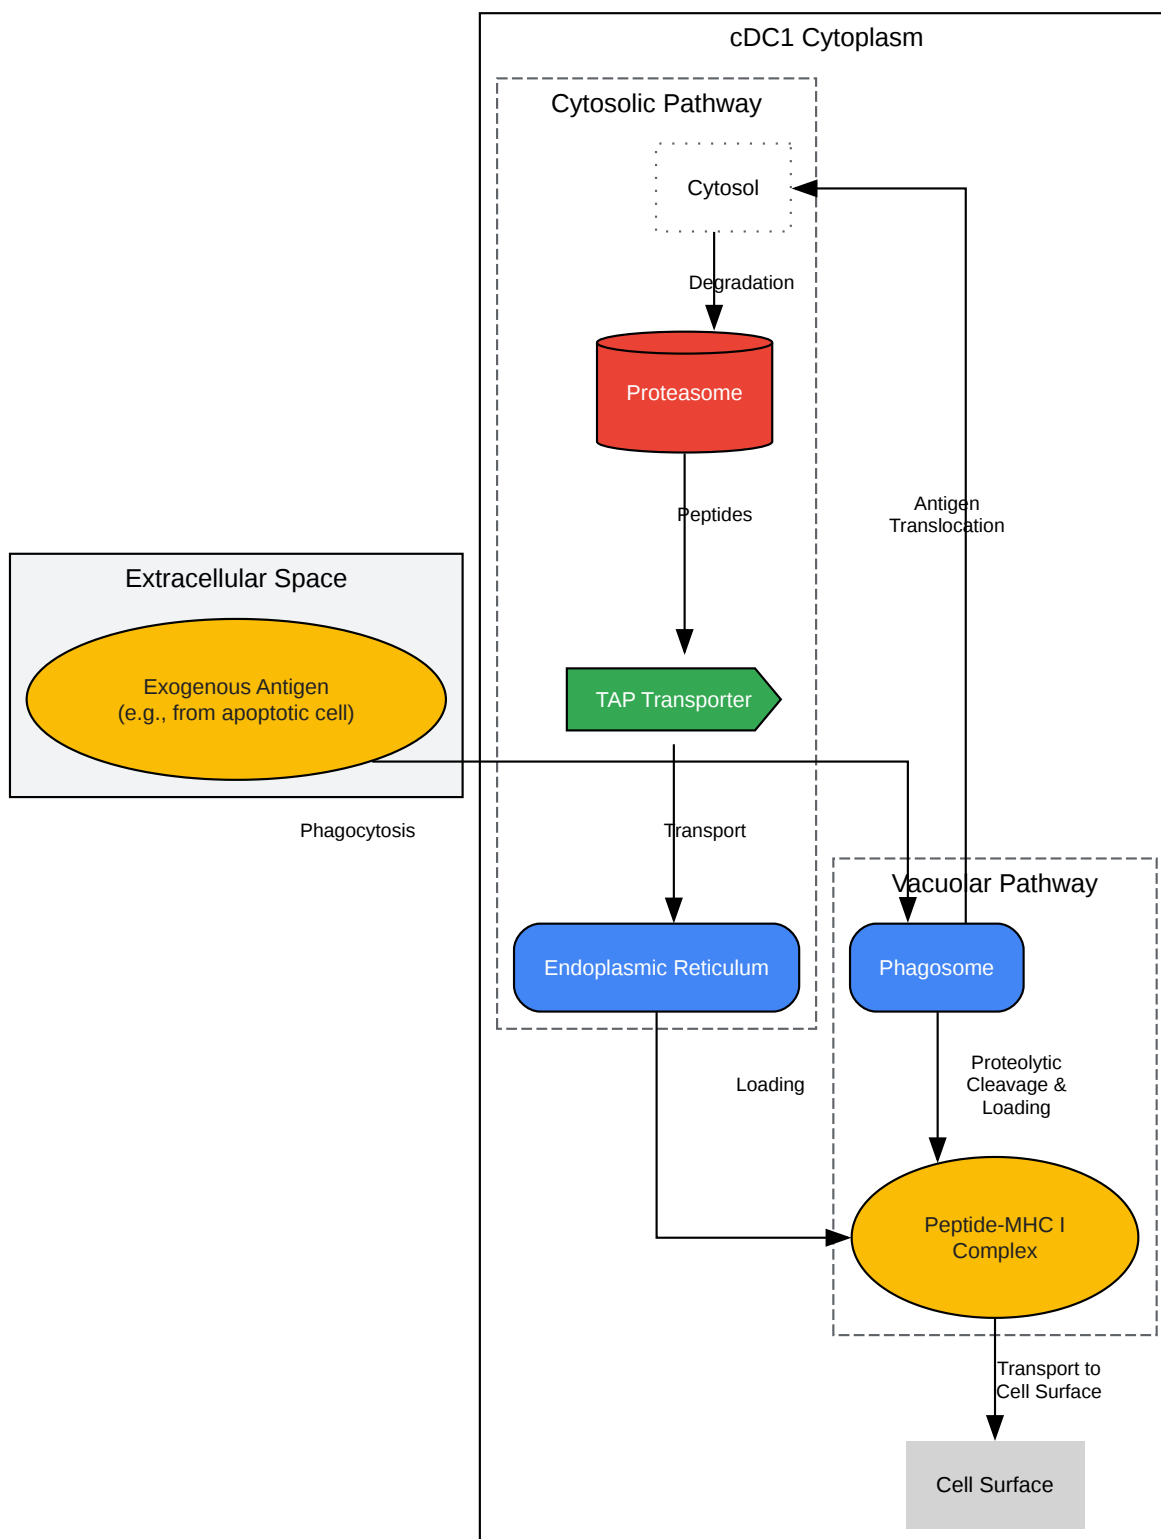 cDC1 Cytoplasm
Cytosolic Pathway
Cytosol
Degradation
Proteasome
Peptides
Antigen
Translocation
Extracellular Space
Exogenous Antigen
(e.g., from apoptotic cell)
TAP Transporter
Phagocytosis
Transport
Vacuolar Pathway
Endoplasmic Reticulum
Phagosome
Loading
Proteolytic
Cleavage &
Loading
Peptide-MHC I
Complex
Transport to
Cell Surface
Cell Surface